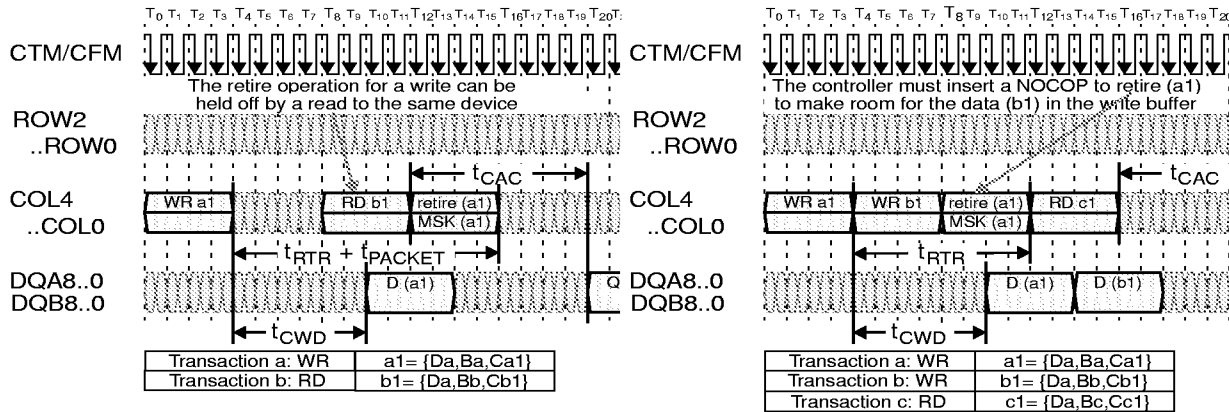 T0 T1 T2 T3 T4 T5 T6 T7 T8 T9 T10 T11 T12 T13 T14 T15 T16 T17 T18 T19 T20
CTM/CFM
The retire operation for a write can be
held off by a read to the same device
ROW2
..ROW0
tCAC
COL4
..COL0
WR a1 RD b1 retire (a1)
MSK (a1)
tRTR + tPACKET
DQA8..0
DQB8..0
D (a1) Q
tCWD
Transaction a: WR a1= {Da,Ba,Ca1}
Transaction b: RD b1= {Da,Bb,Cb1}
T0 T1 T2 T3 T4 T5 T6 T7 T8 T9 T10 T11 T12 T13 T14 T15 T16 T17 T18 T19 T20
CTM/CFM
The controller must insert a NOCOP to retire (a1)
to make room for the data (b1) in the write buffer
ROW2
..ROW0
tCAC
COL4
..COL0
WR a1 WR b1 retire (a1) RD c1
MSK (a1)
tRTR
DQA8..0
DQB8..0
D (a1) D (b1)
tCWD
Transaction a: WR a1= {Da,Ba,Ca1}
Transaction b: WR b1= {Da,Bb,Cb1}
Transaction c: RD c1= {Da,Bc,Cc1}